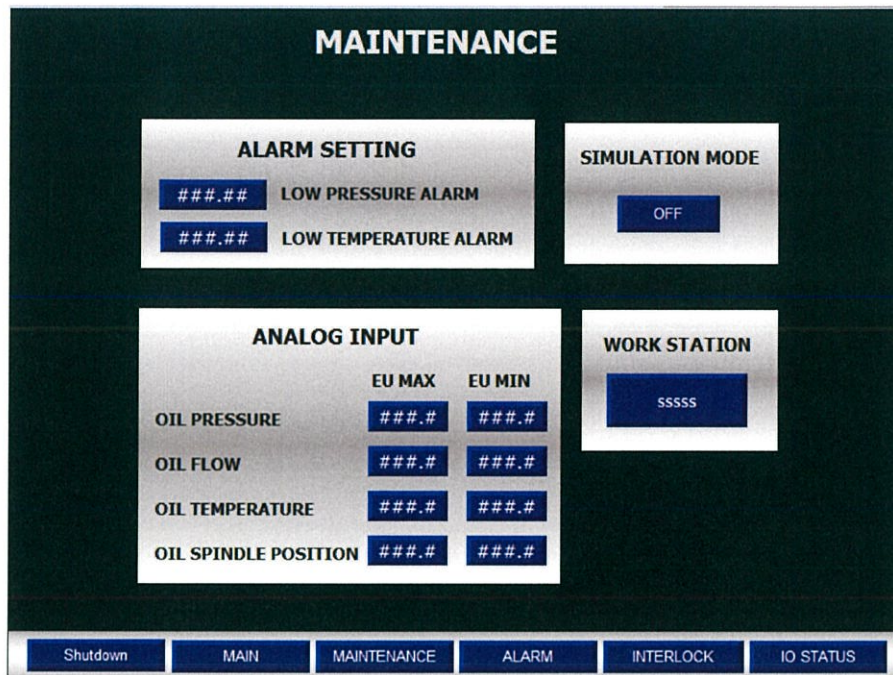 MAINTENANCE
ALARM SETTING
###.## LOW PRESSURE ALARM
###.## LOW TEMPERATURE ALARM
SIMULATION MODE
OFF
ANALOG INPUT
EU MAX EU MIN
OIL PRESSURE ###.# ###.#
OIL FLOW ###.# ###.#
OIL TEMPERATURE ###.# ###.#
OIL SPINDLE POSITION ###.# ###.#
WORK STATION
sssss
Shutdown MAIN MAINTENANCE ALARM INTERLOCK IO STATUS